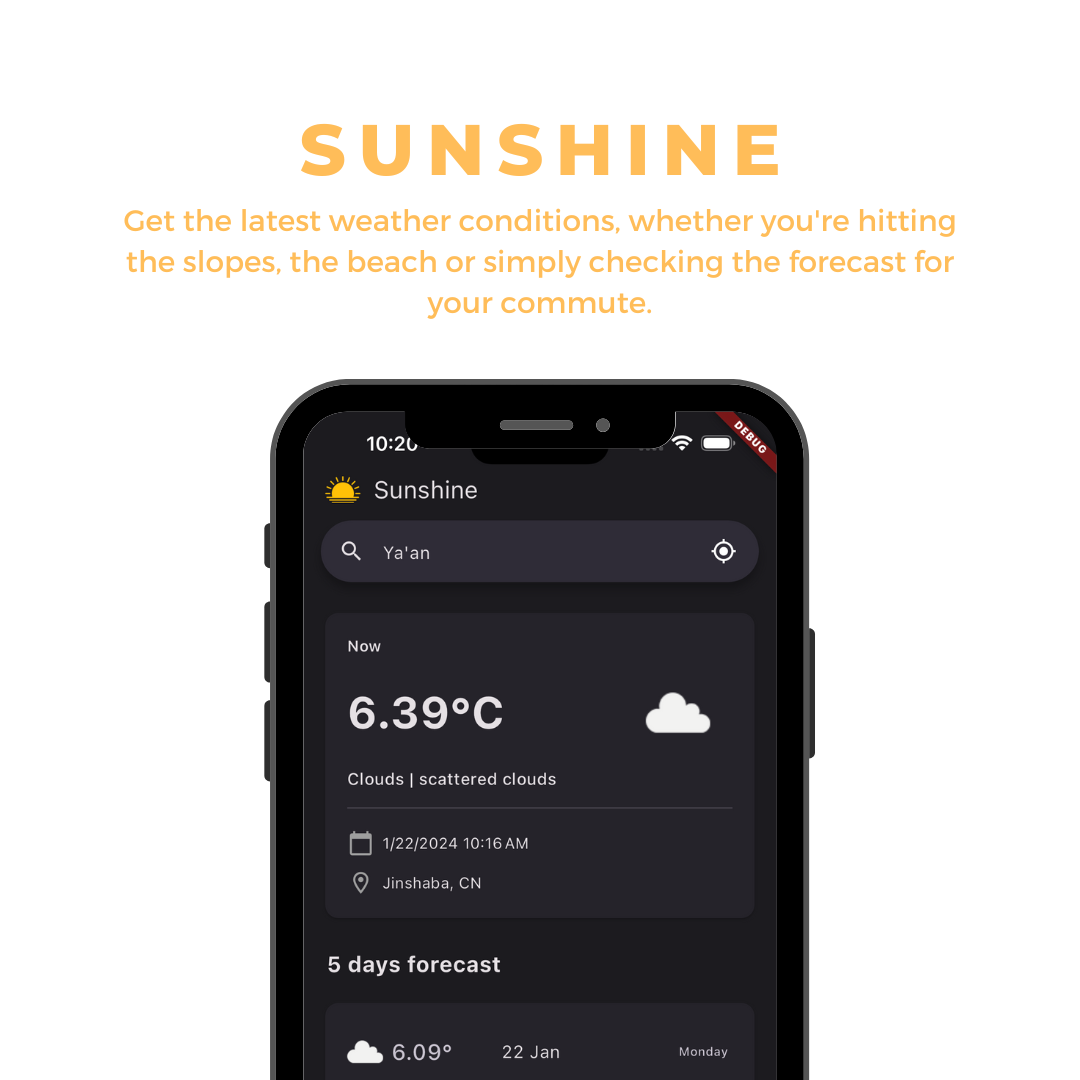 SUNSHINE
Get the latest weather conditions, whether you're hitting
the slopes, the beach or simply checking the forecast for
your commute.
10:20
DEBUG
Sunshine
Ya'an
Now
6.39°C
Clouds | scattered clouds
1/22/2024 10:16 AM
Jinshaba, CN
5 days forecast
6.09° 22 Jan Monday